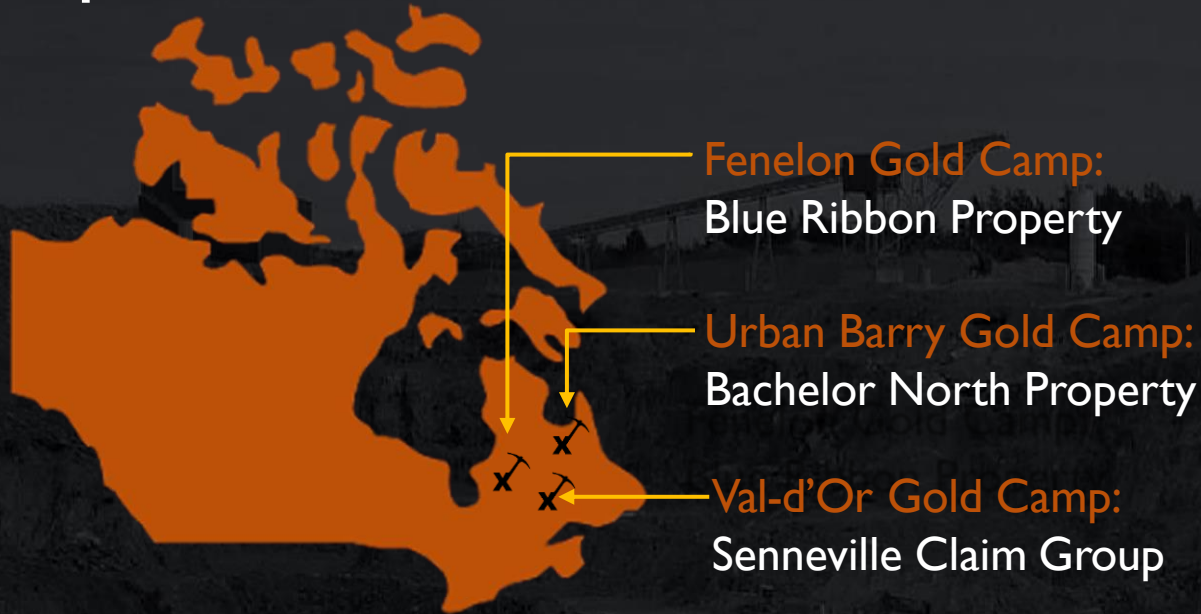 Fenelon Gold Camp:
Blue Ribbon Property
Urban Barry Gold Camp:
Bachelor North Property
Val-d'Or Gold Camp:
Senneville Claim Group
x
x
x